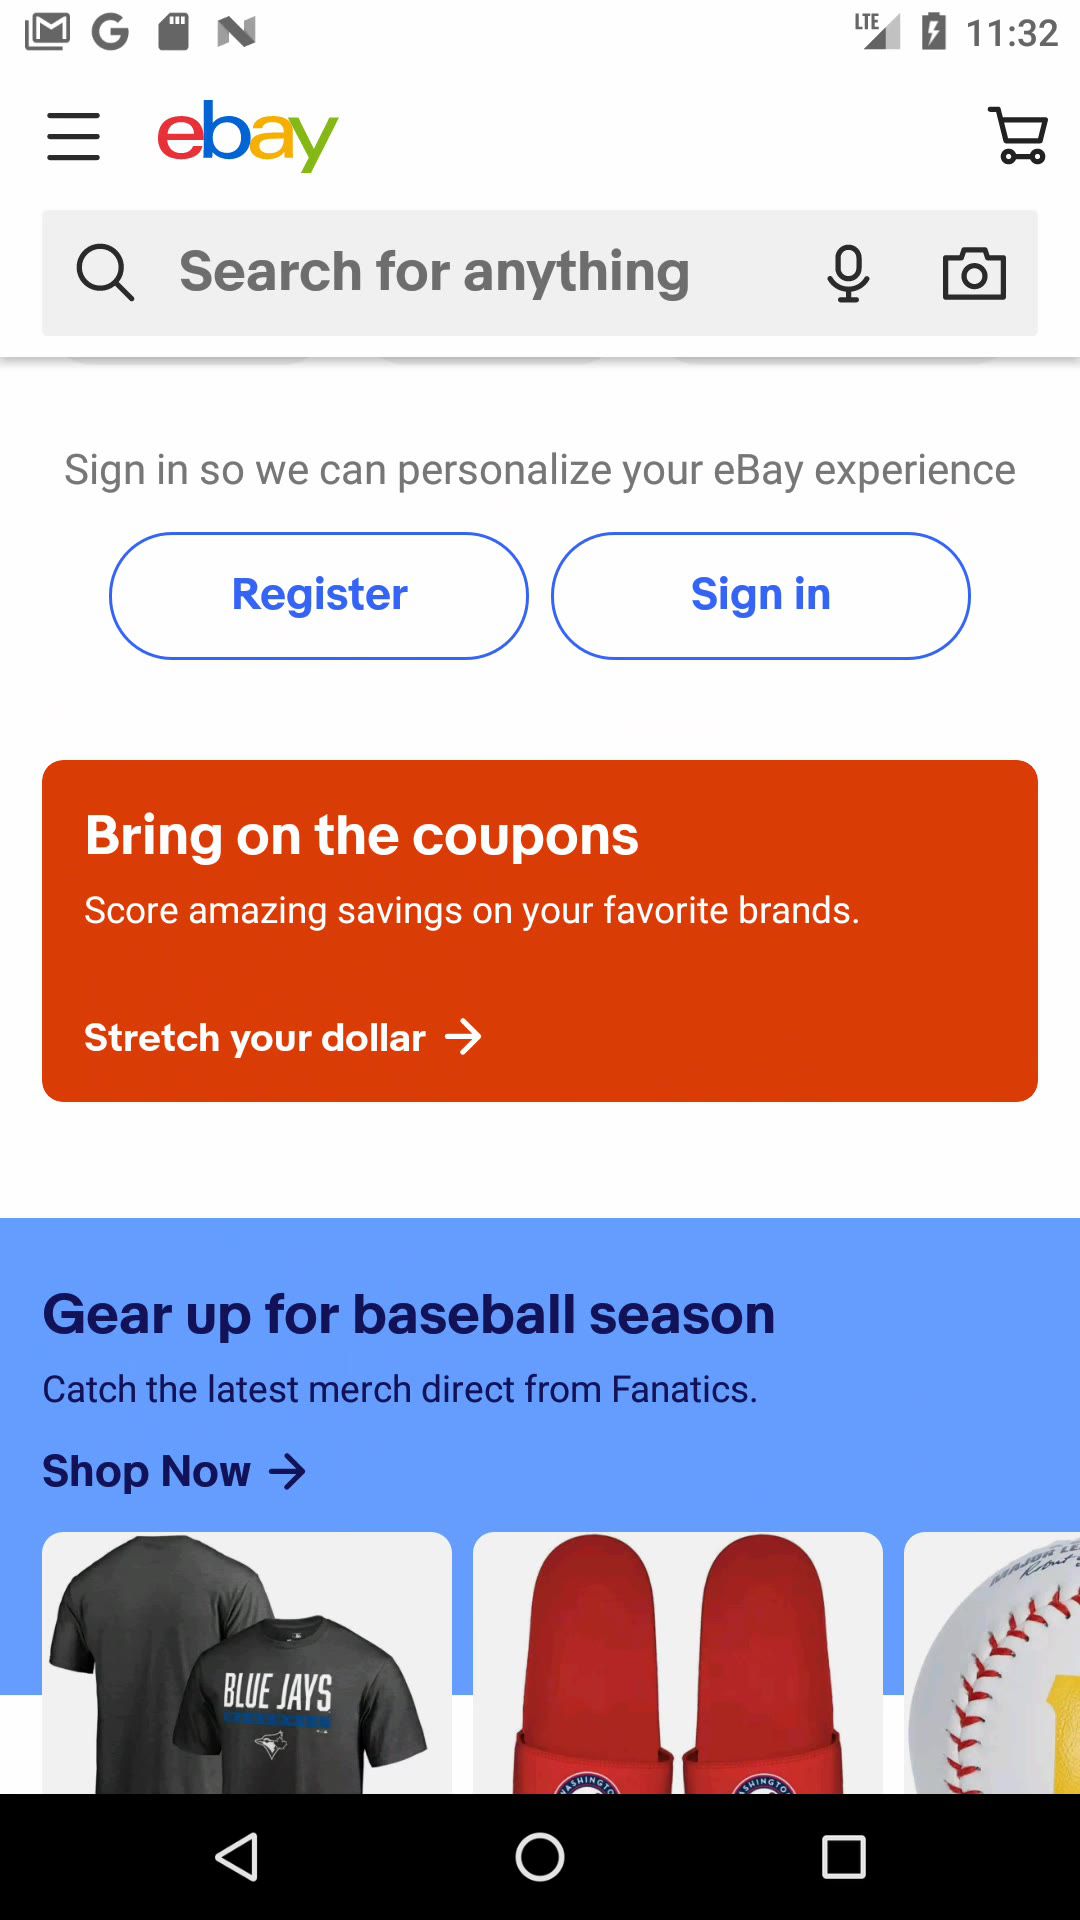 LTE 11:32
ebay
Search for anything
Sign in so we can personalize your eBay experience
Register
Sign in
Bring on the coupons
Score amazing savings on your favorite brands.
Stretch your dollar
Gear up for baseball season
Catch the latest merch direct from Fanatics.
Shop Now
BLUE JAYS